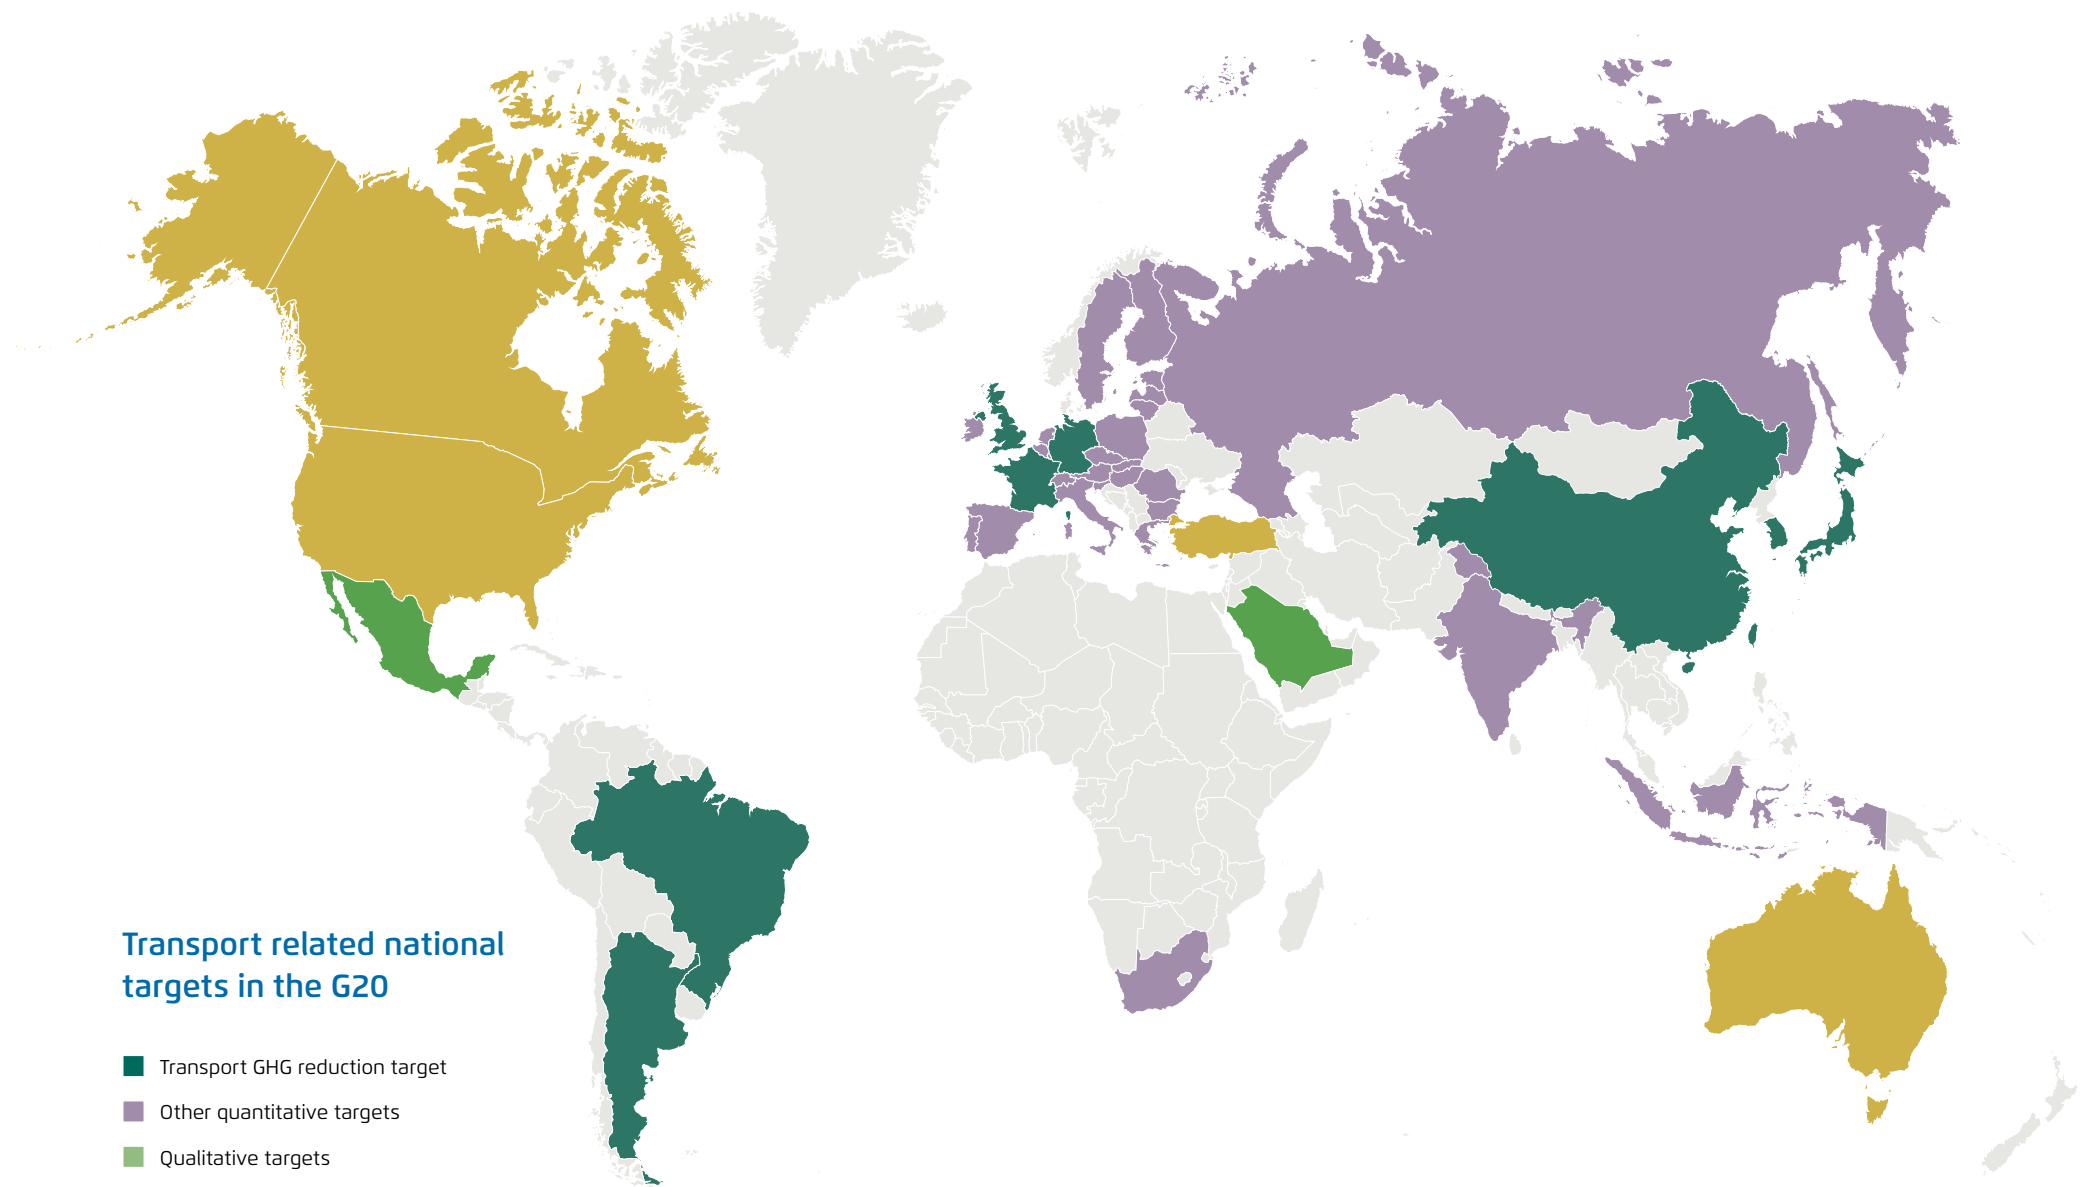 Transport related national
targets in the G20
Transport GHG reduction target
Other quantitative targets
Qualitative targets